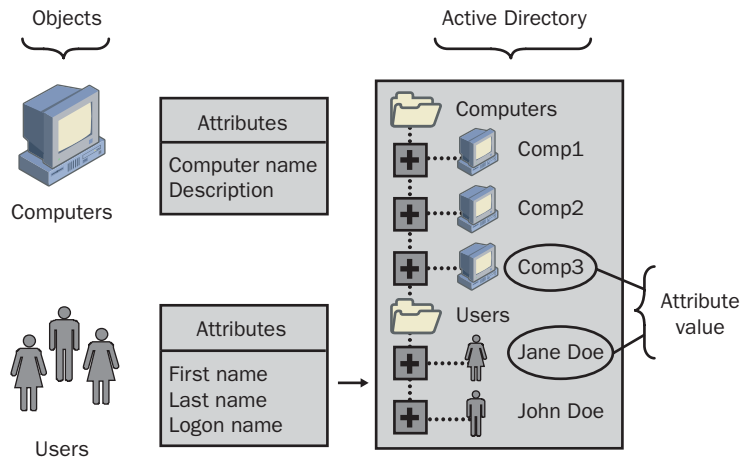 Objects
Active Directory
Attributes
Computer name
Description
Computers
Computers
Comp1
Comp2
Comp3
Attribute
value
Attributes
First name
Last name
Logon name
Users
Users
Jane Doe
John Doe